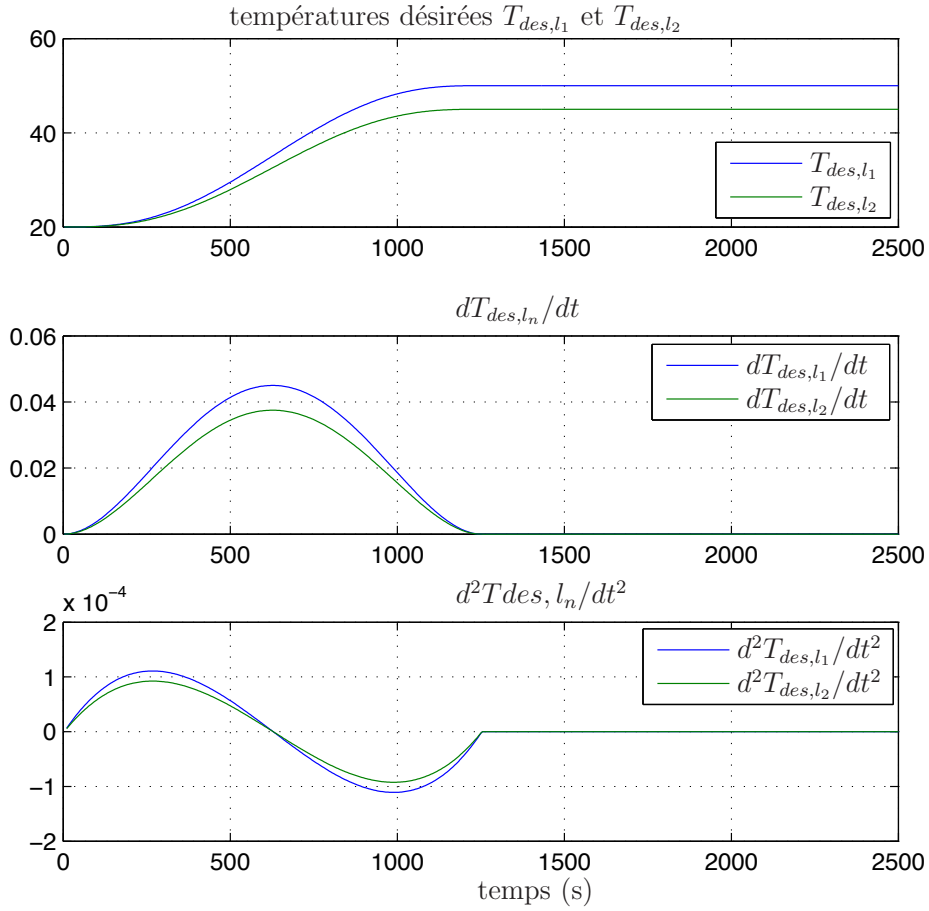 températures désirées T_{des,l_1} et T_{des,l_2}
60
40
20
T_{des,l_1}
T_{des,l_2}
0 500 1000 1500 2000 2500
dT_{des,l_n}/dt
0.06
0.04
0.02
0
dT_{des,l_1}/dt
dT_{des,l_2}/dt
0 500 1000 1500 2000 2500
x 10^{-4}
d^2Tdes, l_n/dt^2
2
1
0
−1
−2
d^2T_{des,l_1}/dt^2
d^2T_{des,l_2}/dt^2
0 500 1000 1500 2000 2500
temps (s)